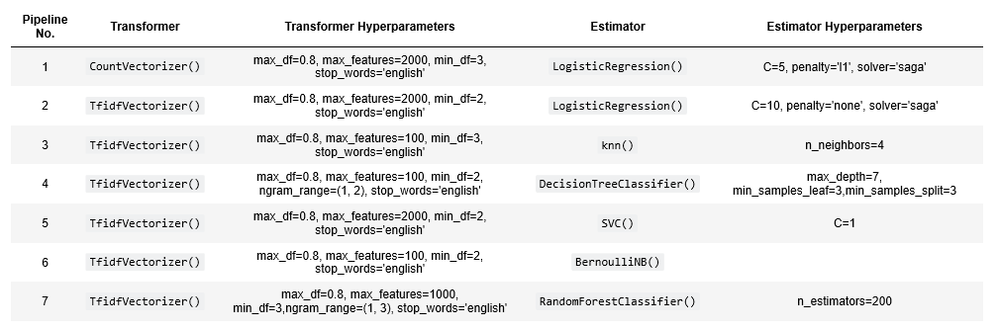 Pipeline No. Transformer Transformer Hyperparameters Estimator Estimator Hyperparameters
1 CountVectorizer() max_df=0.8, max_features=2000, min_df=3, stop_words='english' LogisticRegression() C=5, penalty='l1', solver='saga'
2 TfidfVectorizer() max_df=0.8, max_features=2000, min_df=2, stop_words='english' LogisticRegression() C=10, penalty='none', solver='saga'
3 TfidfVectorizer() max_df=0.8, max_features=100, min_df=3, stop_words='english' knn() n_neighbors=4
4 TfidfVectorizer() max_df=0.8, max_features=100, min_df=2, ngram_range=(1, 2), stop_words='english' DecisionTreeClassifier() max_depth=7, min_samples_leaf=3,min_samples_split=3
5 TfidfVectorizer() max_df=0.8, max_features=2000, min_df=2, stop_words='english' SVC() C=1
6 TfidfVectorizer() max_df=0.8, max_features=100, min_df=2, stop_words='english' BernoulliNB()
7 TfidfVectorizer() max_df=0.8, max_features=1000, min_df=3,ngram_range=(1, 3), stop_words='english' RandomForestClassifier() n_estimators=200